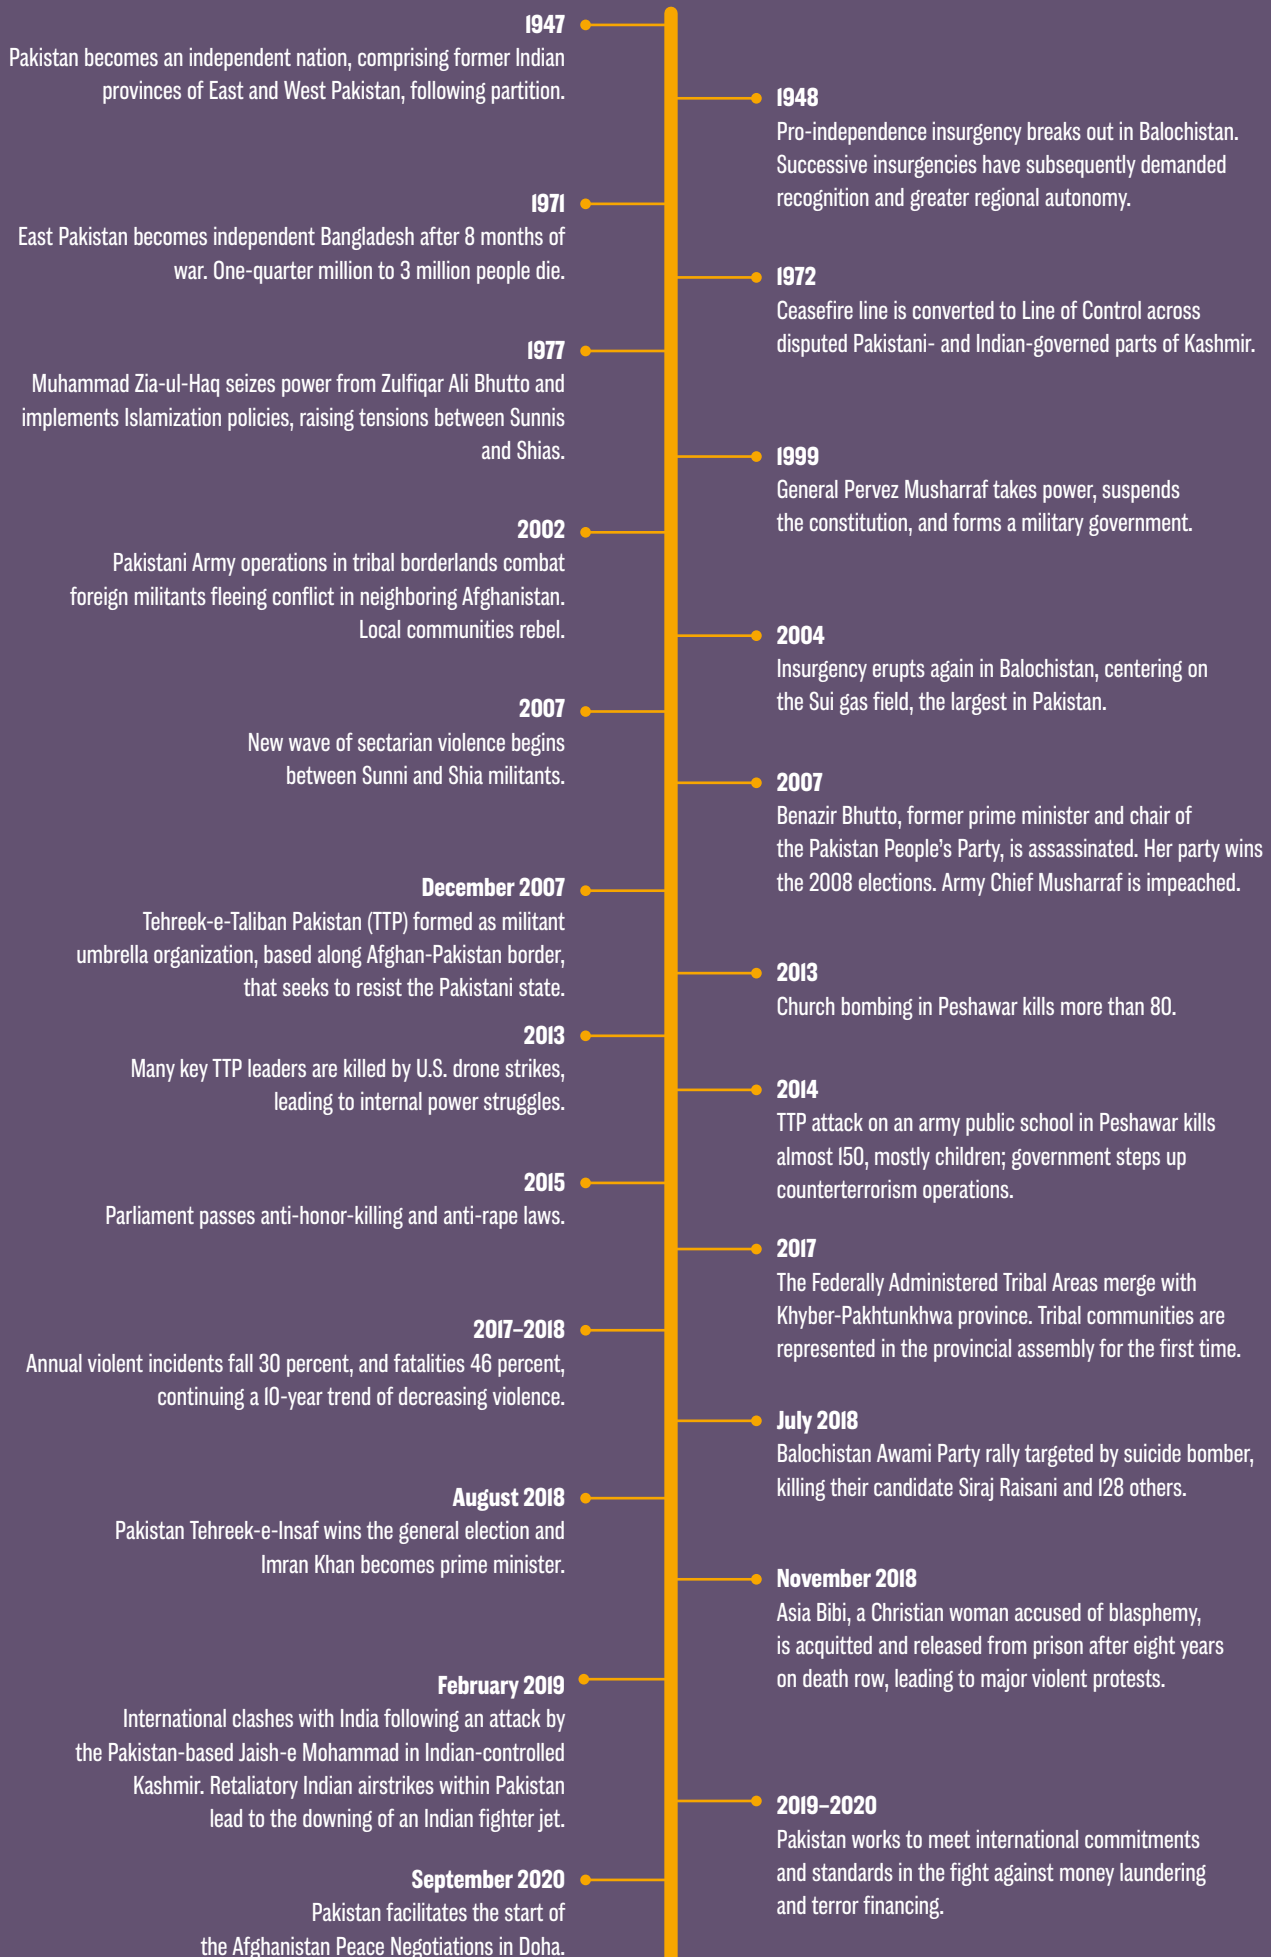 1947
Pakistan becomes an independent nation, comprising former Indian
provinces of East and West Pakistan, following partition.
1948
Pro-independence insurgency breaks out in Balochistan.
Successive insurgencies have subsequently demanded
recognition and greater regional autonomy.
1971
East Pakistan becomes independent Bangladesh after 8 months of
war. One-quarter million to 3 million people die.
1972
Ceasefire line is converted to Line of Control across
disputed Pakistani- and Indian-governed parts of Kashmir.
1977
Muhammad Zia-ul-Haq seizes power from Zulfiqar Ali Bhutto and
implements Islamization policies, raising tensions between Sunnis
and Shias.
1999
General Pervez Musharraf takes power, suspends
the constitution, and forms a military government.
2002
Pakistani Army operations in tribal borderlands combat
foreign militants fleeing conflict in neighboring Afghanistan.
Local communities rebel.
2004
Insurgency erupts again in Balochistan, centering on
the Sui gas field, the largest in Pakistan.
2007
New wave of sectarian violence begins
between Sunni and Shia militants.
2007
Benazir Bhutto, former prime minister and chair of
the Pakistan People's Party, is assassinated. Her party wins
the 2008 elections. Army Chief Musharraf is impeached.
December 2007
Tehreek-e-Taliban Pakistan (TTP) formed as militant
umbrella organization, based along Afghan-Pakistan border,
that seeks to resist the Pakistani state.
2013
Church bombing in Peshawar kills more than 80.
2013
Many key TTP leaders are killed by U.S. drone strikes,
leading to internal power struggles.
2014
TTP attack on an army public school in Peshawar kills
almost 150, mostly children; government steps up
counterterrorism operations.
2015
Parliament passes anti-honor-killing and anti-rape laws.
2017
The Federally Administered Tribal Areas merge with
Khyber-Pakhtunkhwa province. Tribal communities are
represented in the provincial assembly for the first time.
2017–2018
Annual violent incidents fall 30 percent, and fatalities 46 percent,
continuing a 10-year trend of decreasing violence.
July 2018
Balochistan Awami Party rally targeted by suicide bomber,
killing their candidate Siraj Raisani and 128 others.
August 2018
Pakistan Tehreek-e-Insaf wins the general election and
Imran Khan becomes prime minister.
November 2018
Asia Bibi, a Christian woman accused of blasphemy,
is acquitted and released from prison after eight years
on death row, leading to major violent protests.
February 2019
International clashes with India following an attack by
the Pakistan-based Jaish-e Mohammad in Indian-controlled
Kashmir. Retaliatory Indian airstrikes within Pakistan
lead to the downing of an Indian fighter jet.
2019–2020
Pakistan works to meet international commitments
and standards in the fight against money laundering
and terror financing.
September 2020
Pakistan facilitates the start of
the Afghanistan Peace Negotiations in Doha.